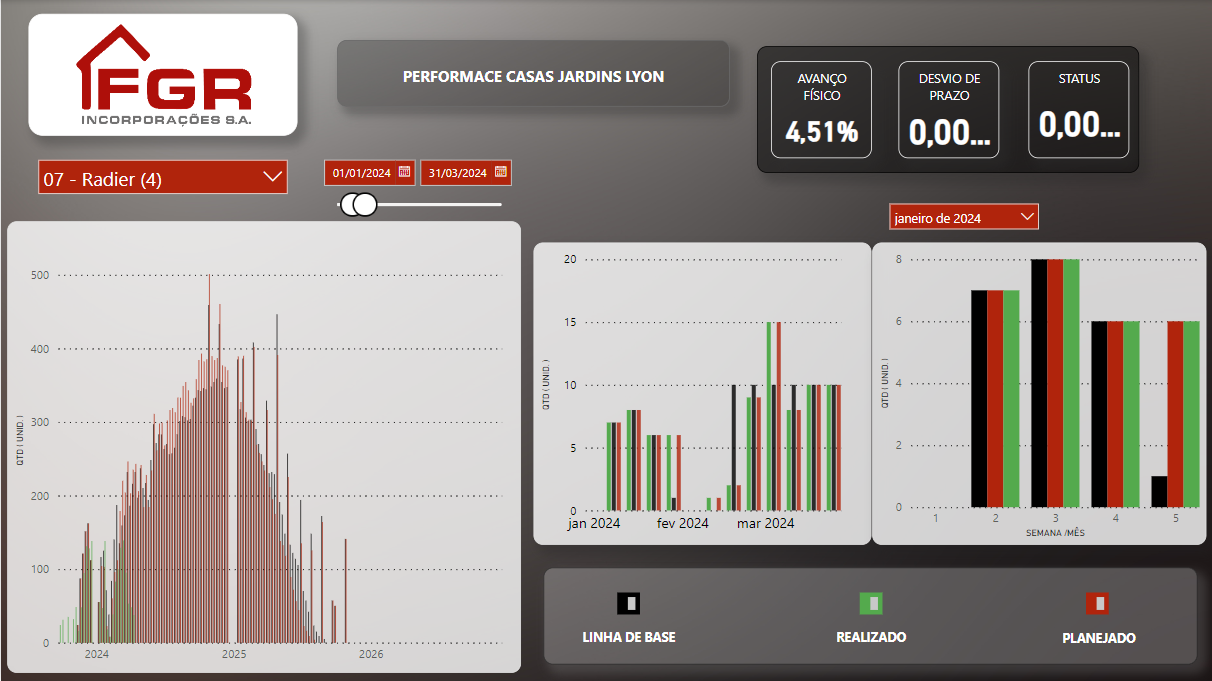 FGR
INCORPORAÇÕES S.A.
PERFORMACE CASAS JARDINS LYON
AVANÇO
FÍSICO
4,51%
DESVIO DE
PRAZO
0,00...
STATUS
0,00...
07 - Radier (4)
01/01/2024
31/03/2024
janeiro de 2024
QTD ( UNID. )
500
400
300
200
100
0
2024
2025
2026
QTD ( UNID. )
20
15
10
5
0
jan 2024
fev 2024
mar 2024
QTD ( UNID. )
8
6
4
2
0
1
2
3
4
5
SEMANA /MÊS
LINHA DE BASE
REALIZADO
PLANEJADO